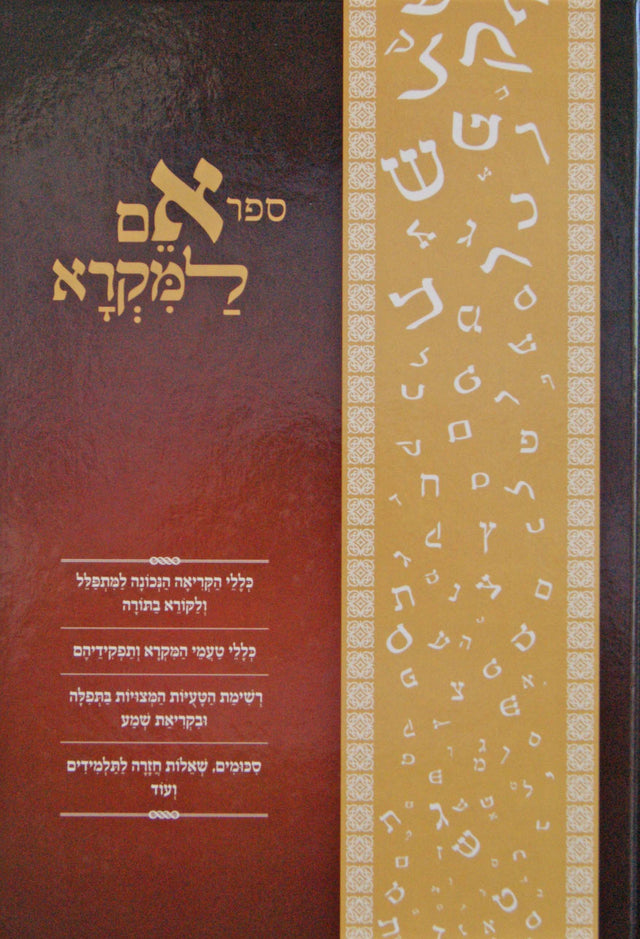 ספר אֵם
לַמִּקְרָא
כְּלָלֵי הַקְּרִיאָה הַנְּכוֹנָה לַמִּתְפַּלֵּל
וְלַקּוֹרֵא בַּתּוֹרָה
כְּלָלֵי טַעֲמֵי הַמִּקְרָא וְתַפְקִידֵיהֶם
רְשִׁימַת הַטָּעֻיּוֹת הַמְּצוּיוֹת בַּתְּפִלָּה
וּבִקְרִיאַת שְׁמַע
סִכּוּמִים, שְׁאֵלוֹת חֲזָרָה לַתַּלְמִידִים
וְעוֹד